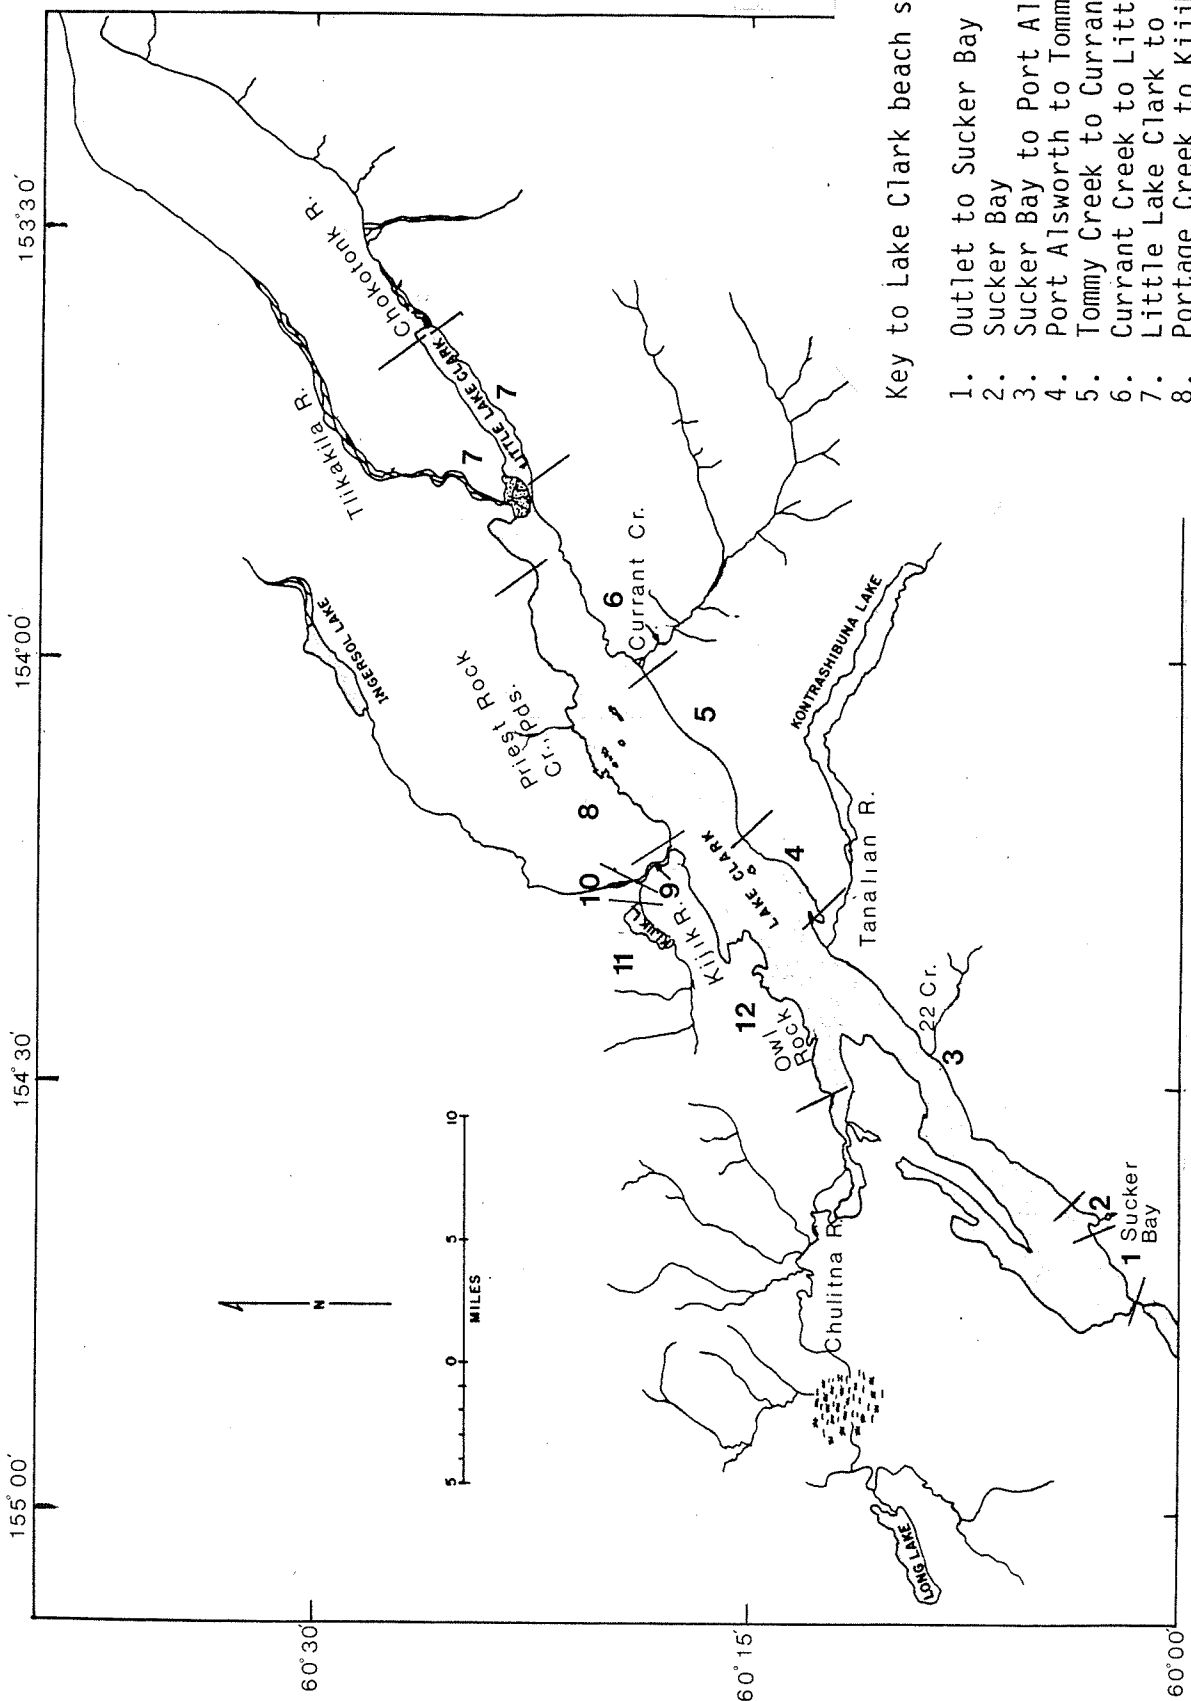 155° 00'
154° 30'
154° 00'
153° 30'
60° 30'
60° 15'
60° 00'
N
5 0 5 10
MILES
Tlikakila R.
Chokotonk R.
LITTLE LAKE CLARK
7
7
INGERSOL LAKE
Priest Rock
Cr., Pds.
6
Currant Cr.
5
8
KONTRASHIBUNA LAKE
10
9
KIJIK L.
11
Kijik R.
LAKE CLARK
4
Tanalian R.
12
Owl
Rock
22 Cr.
3
Chulitna R.
LONG LAKE
1
2
Sucker
Bay
Key to Lake Clark beach s
1. Outlet to Sucker Bay
2. Sucker Bay
3. Sucker Bay to Port Al
4. Port Alsworth to Tomm
5. Tommy Creek to Curran
6. Currant Creek to Litt
7. Little Lake Clark to
8. Portage Creek to Kiji